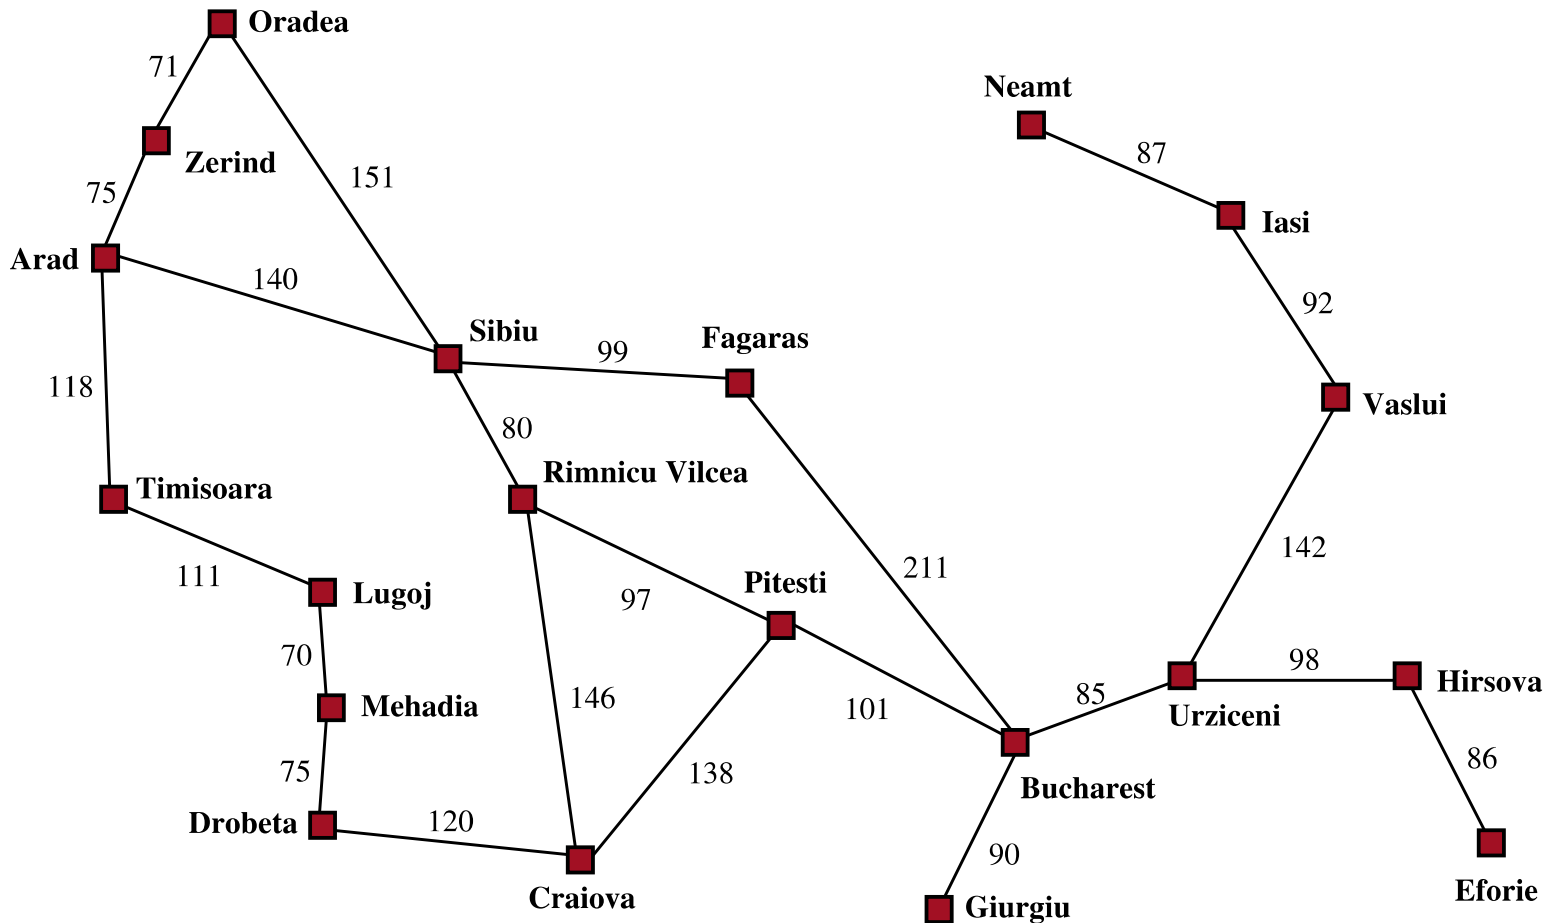 Oradea
71
Neamt
Zerind
87
151
75
Iasi
Arad
140
92
Sibiu
Fagaras
99
118
Vaslui
80
Rimnicu Vilcea
Timisoara
142
211
111
Pitesti
Lugoj
97
70
98
Hirsova
146
85
Mehadia
101
Urziceni
86
75
138
Bucharest
Drobeta
120
90
Eforie
Craiova
Giurgiu